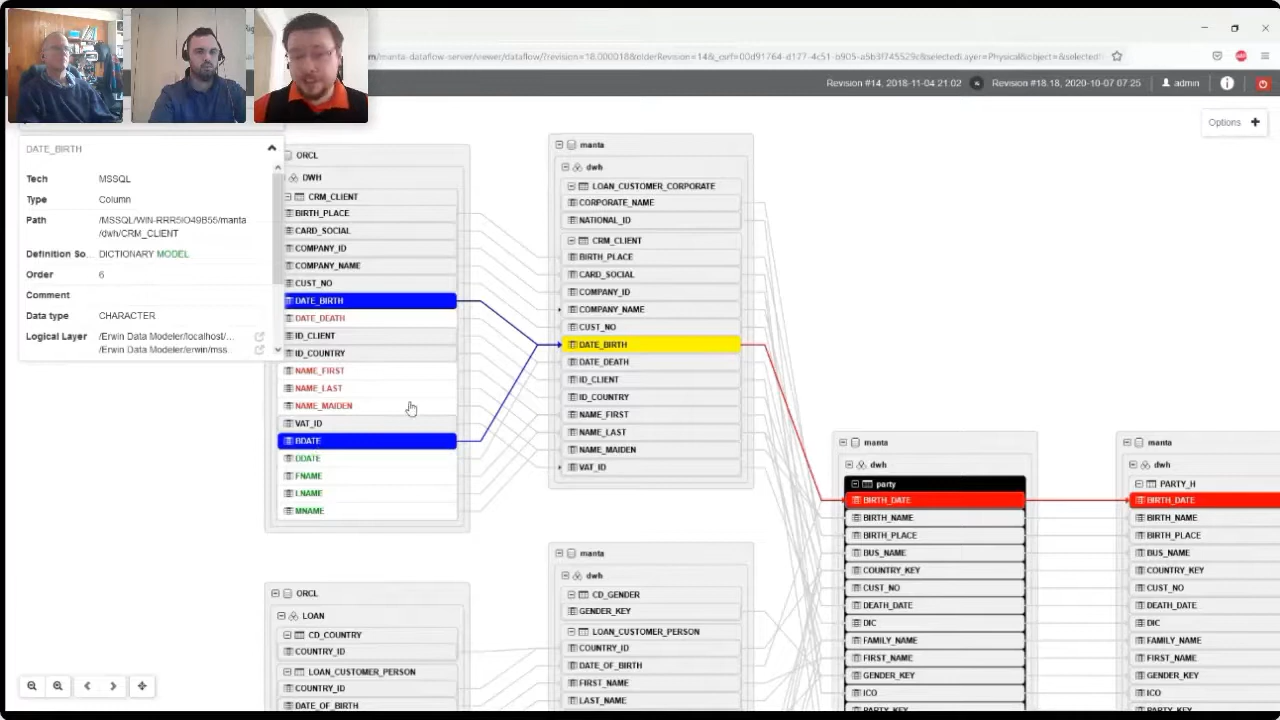 om/manta-dataflow-server/viewer/dataflow/?revision=18.000018&olderRevision=14&_csrf=00d91764-d177-4c51-b905-a5b3f745529c&selectedLayer=Physical&object=&selectedI
Revision #14, 2018-11-04 21:02
Revision #18.18, 2020-10-07 07:25
admin
Options
DATE_BIRTH
Tech MSSQL
Type Column
Path /MSSQL/WIN-RRR5IO49B55/manta
/dwh/CRM_CLIENT
Definition So... DICTIONARY MODEL
Order 6
Comment
Data type CHARACTER
Logical Layer /Erwin Data Modeler/localhost/...
/Erwin Data Modeler/erwin/mss
ORCL
DWH
CRM_CLIENT
BIRTH_PLACE
CARD_SOCIAL
COMPANY_ID
COMPANY_NAME
CUST_NO
DATE_BIRTH
DATE_DEATH
ID_CLIENT
ID_COUNTRY
NAME_FIRST
NAME_LAST
NAME_MAIDEN
VAT_ID
BDATE
DDATE
FNAME
LNAME
MNAME
ORCL
LOAN
CD_COUNTRY
COUNTRY_ID
LOAN_CUSTOMER_PERSON
COUNTRY_ID
DATE_OF_BIRTH
manta
dwh
LOAN_CUSTOMER_CORPORATE
CORPORATE_NAME
NATIONAL_ID
CRM_CLIENT
BIRTH_PLACE
CARD_SOCIAL
COMPANY_ID
COMPANY_NAME
CUST_NO
DATE_BIRTH
DATE_DEATH
ID_CLIENT
ID_COUNTRY
NAME_FIRST
NAME_LAST
NAME_MAIDEN
VAT_ID
manta
dwh
CD_GENDER
GENDER_KEY
LOAN_CUSTOMER_PERSON
COUNTRY_ID
DATE_OF_BIRTH
FIRST_NAME
LAST_NAME
manta
dwh
party
BIRTH_DATE
BIRTH_NAME
BIRTH_PLACE
BUS_NAME
COUNTRY_KEY
CUST_NO
DEATH_DATE
DIC
FAMILY_NAME
FIRST_NAME
GENDER_KEY
ICO
PARTY_KEY
manta
dwh
PARTY_H
BIRTH_DATE
BIRTH_NAME
BIRTH_PLACE
BUS_NAME
COUNTRY_KEY
CUST_NO
DEATH_DATE
DIC
FAMILY_NAME
FIRST_NAME
GENDER_KEY
ICO
PARTY_KEY